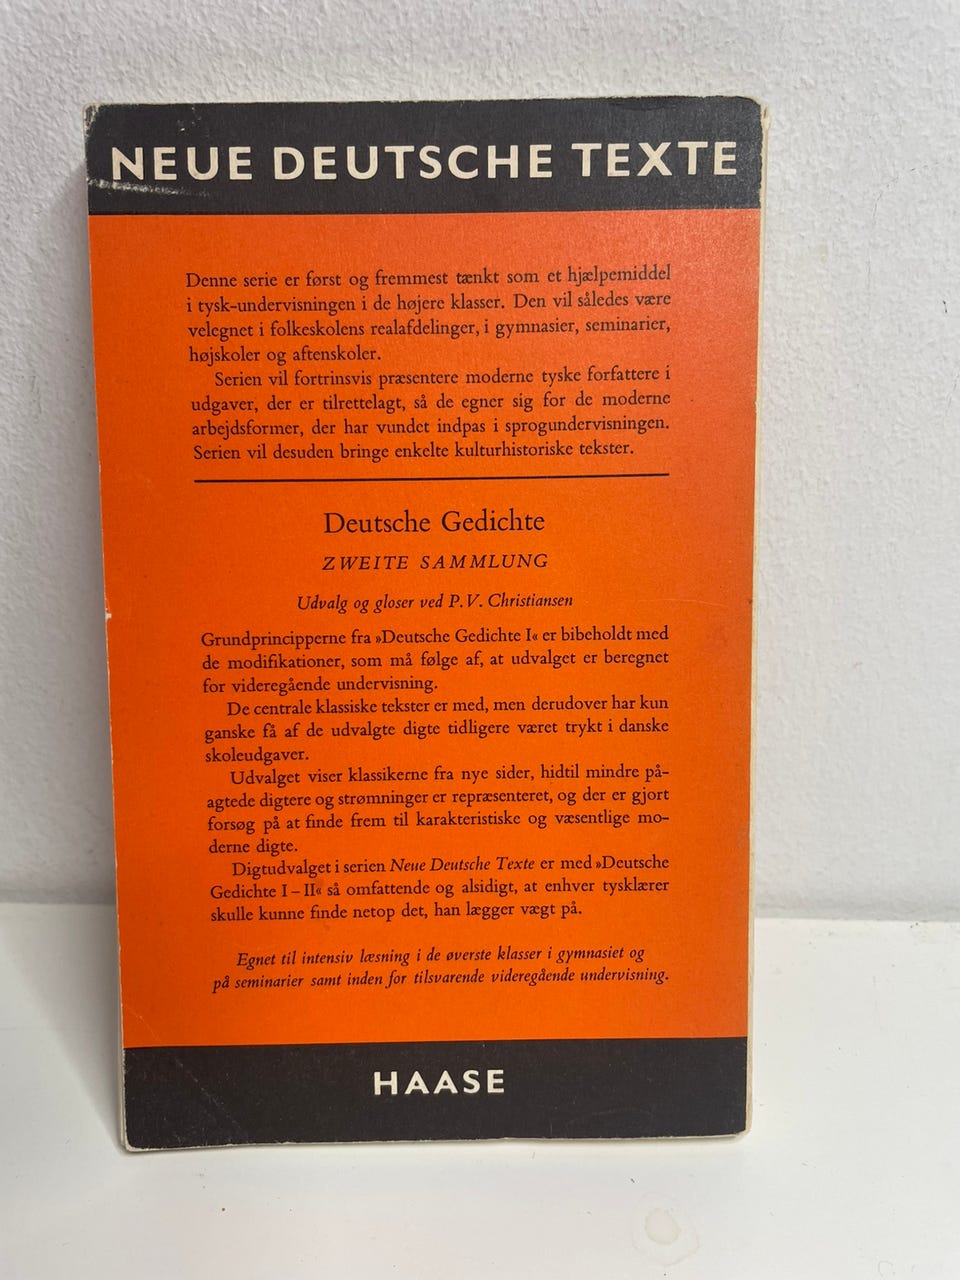 NEUE DEUTSCHE TEXTE
Denne serie er først og fremmest tænkt som et hjælpemiddel
i tysk-undervisningen i de højere klasser. Den vil således være
velegnet i folkeskolens realafdelinger, i gymnasier, seminarier,
højskoler og aftenskoler.
Serien vil fortrinsvis præsentere moderne tyske forfattere i
udgaver, der er tilrettelagt, så de egner sig for de moderne
arbejdsformer, der har vundet indpas i sprogundervisningen.
Serien vil desuden bringe enkelte kulturhistoriske tekster.
Deutsche Gedichte
ZWEITE SAMMLUNG
Udvalg og gloser ved P. V. Christiansen
Grundprincipperne fra »Deutsche Gedichte I« er bibeholdt med
de modifikationer, som må følge af, at udvalget er beregnet
for videregående undervisning.
De centrale klassiske tekster er med, men derudover har kun
ganske få af de udvalgte digte tidligere været trykt i danske
skoleudgaver.
Udvalget viser klassikerne fra nye sider, hidtil mindre på-
agtede digtere og strømninger er repræsenteret, og der er gjort
forsøg på at finde frem til karakteristiske og væsentlige mo-
derne digte.
Digtudvalget i serien Neue Deutsche Texte er med »Deutsche
Gedichte I – II« så omfattende og alsidigt, at enhver tysklærer
skulle kunne finde netop det, han lægger vægt på.
Egnet til intensiv læsning i de øverste klasser i gymnasiet og
på seminarier samt inden for tilsvarende videregående undervisning.
HAASE